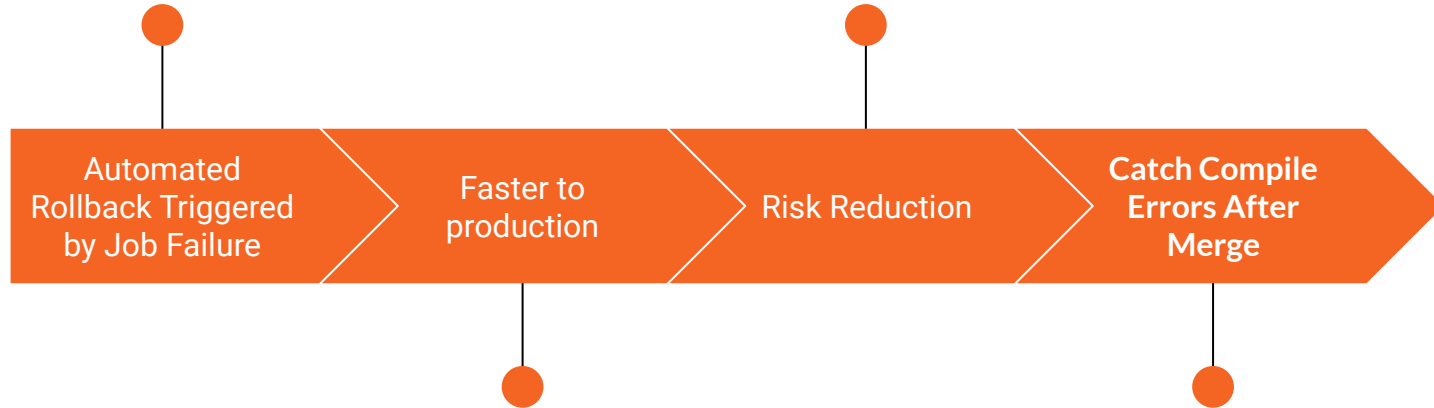 Automated
Rollback Triggered
by Job Failure
Faster to
production
Risk Reduction
Catch Compile
Errors After
Merge